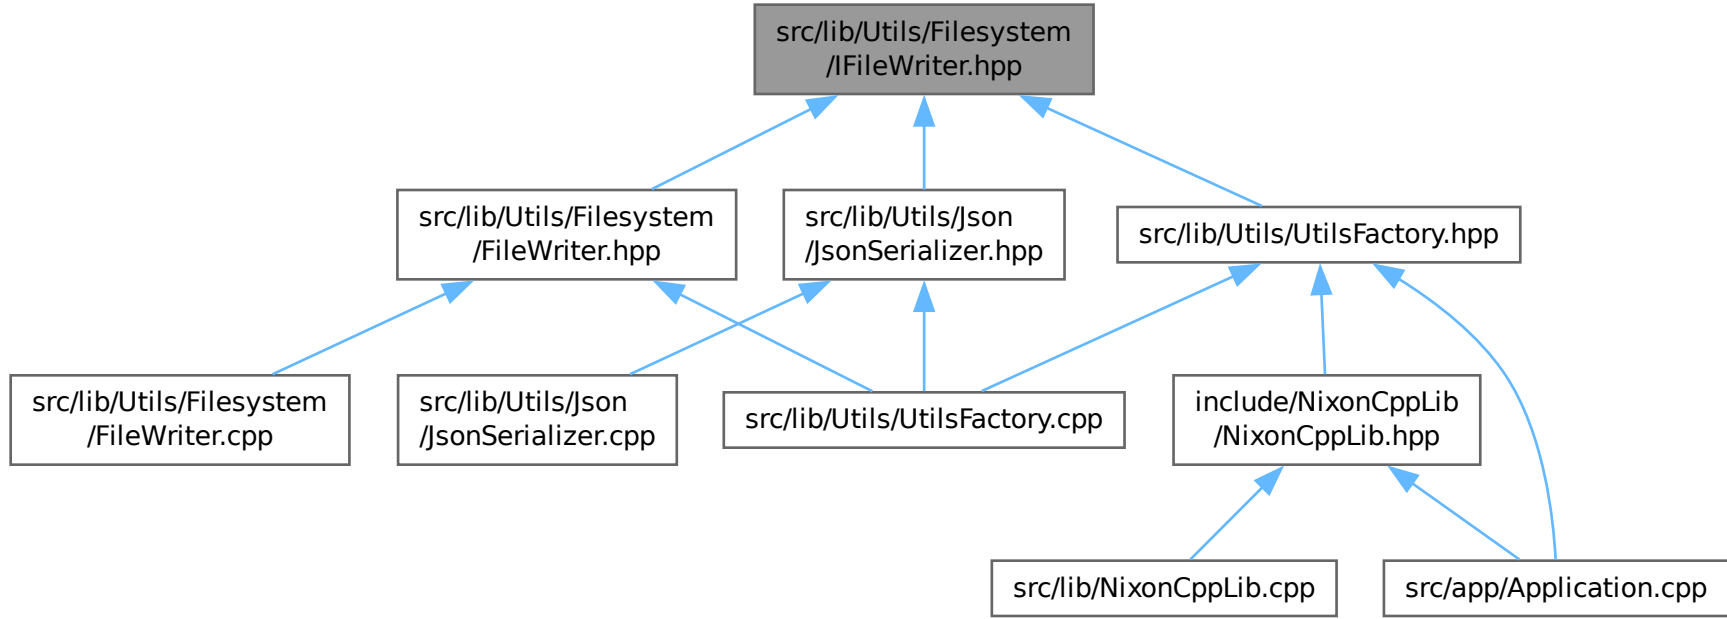 src/lib/Utils/Filesystem
/IFileWriter.hpp
src/lib/Utils/Filesystem
/FileWriter.hpp
src/lib/Utils/Json
/JsonSerializer.hpp
src/lib/Utils/UtilsFactory.hpp
src/lib/Utils/Filesystem
/FileWriter.cpp
src/lib/Utils/Json
/JsonSerializer.cpp
src/lib/Utils/UtilsFactory.cpp
include/NixonCppLib
/NixonCppLib.hpp
src/lib/NixonCppLib.cpp
src/app/Application.cpp